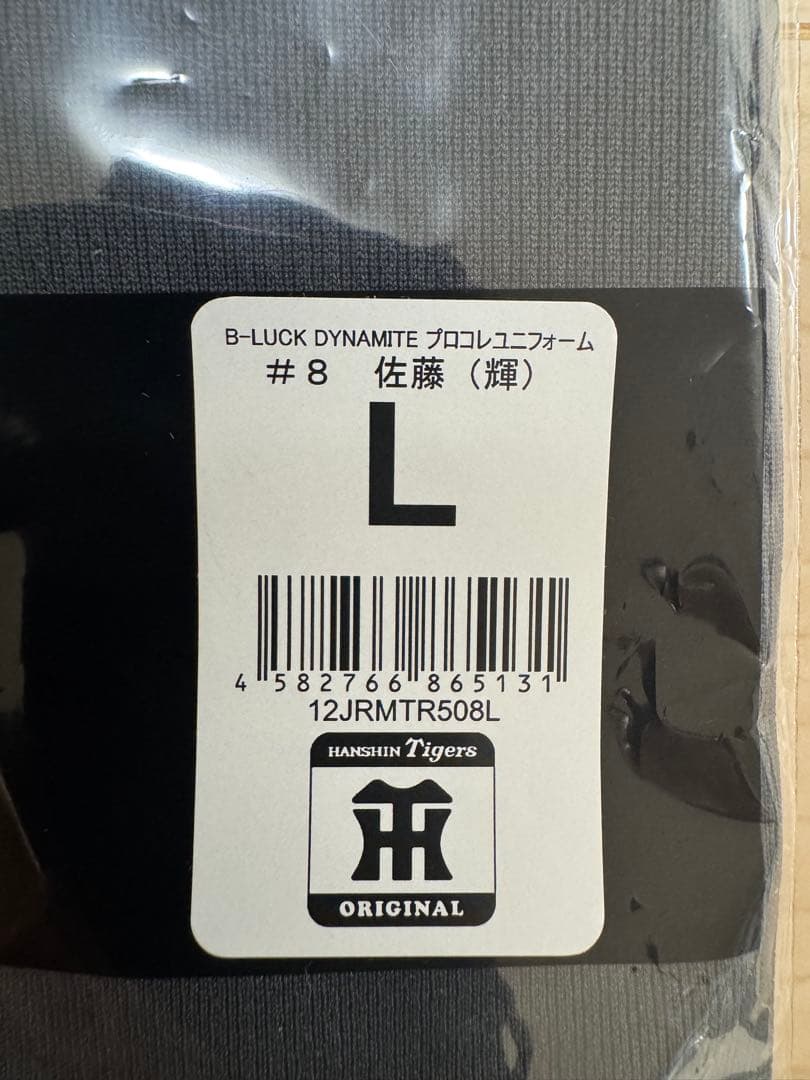 B-LUCK DYNAMITE プロコレユニフォーム
＃８　佐藤（輝）
L
4 582766 865131
12JRMTR508L
HANSHIN Tigers
TH
ORIGINAL